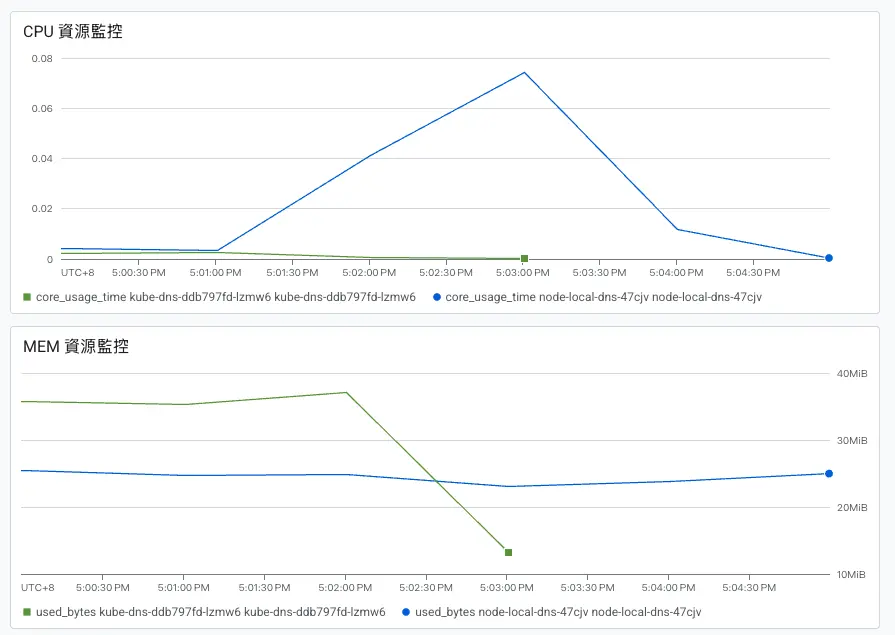 CPU 資源監控
0.08
0.06
0.04
0.02
0
UTC+8 5:00:30 PM 5:01:00 PM 5:01:30 PM 5:02:00 PM 5:02:30 PM 5:03:00 PM 5:03:30 PM 5:04:00 PM 5:04:30 PM
core_usage_time kube-dns-ddb797fd-lzmw6 kube-dns-ddb797fd-lzmw6 core_usage_time node-local-dns-47cjv node-local-dns-47cjv
MEM 資源監控
40MiB
30MiB
20MiB
10MiB
UTC+8 5:00:30 PM 5:01:00 PM 5:01:30 PM 5:02:00 PM 5:02:30 PM 5:03:00 PM 5:03:30 PM 5:04:00 PM 5:04:30 PM
used_bytes kube-dns-ddb797fd-lzmw6 kube-dns-ddb797fd-lzmw6 used_bytes node-local-dns-47cjv node-local-dns-47cjv